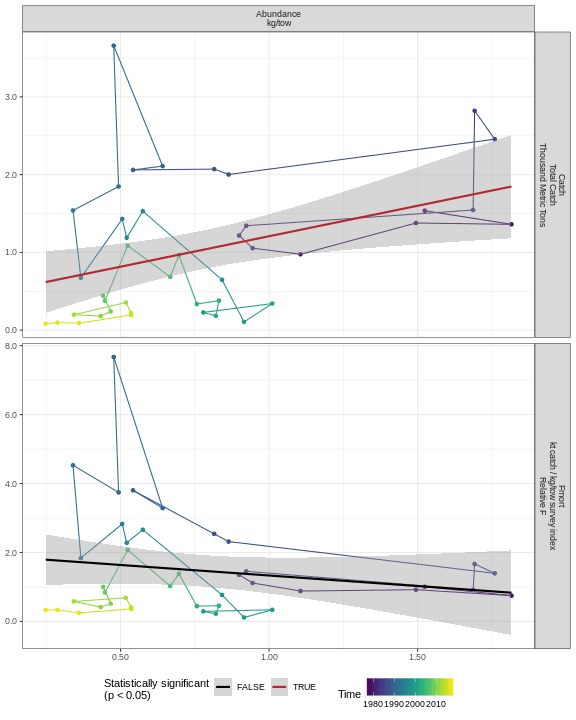 Abundance
kg/tow
3.0
2.0
1.0
0.0
Catch
Total Catch
Thousand Metric Tons
8.0
6.0
4.0
2.0
0.0
Fmort
kt catch / kg/tow survey index
Relative F
0.50
1.00
1.50
Statistically significant
(p < 0.05)
FALSE
TRUE
Time
1980 1990 2000 2010